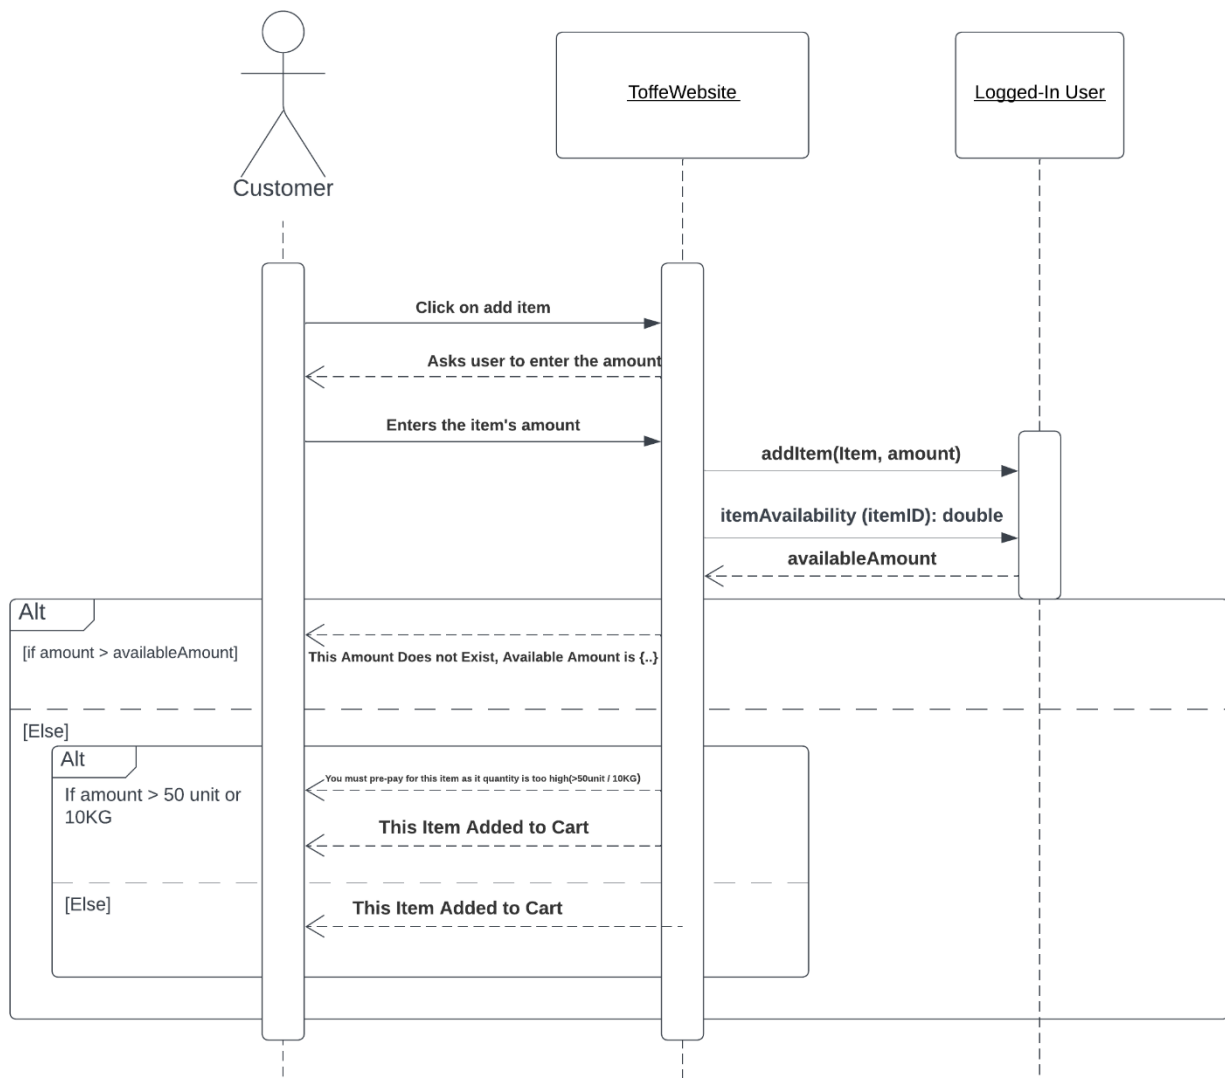 Customer
ToffeWebsite
Logged-In User
Click on add item
Asks user to enter the amount
Enters the item's amount
addItem(Item, amount)
itemAvailability (itemID): double
availableAmount
Alt
[if amount > availableAmount]
This Amount Does not Exist, Available Amount is {..}
[Else]
Alt
You must pre-pay for this item as it quantity is too high(>50unit / 10KG)
If amount > 50 unit or
10KG
This Item Added to Cart
[Else]
This Item Added to Cart